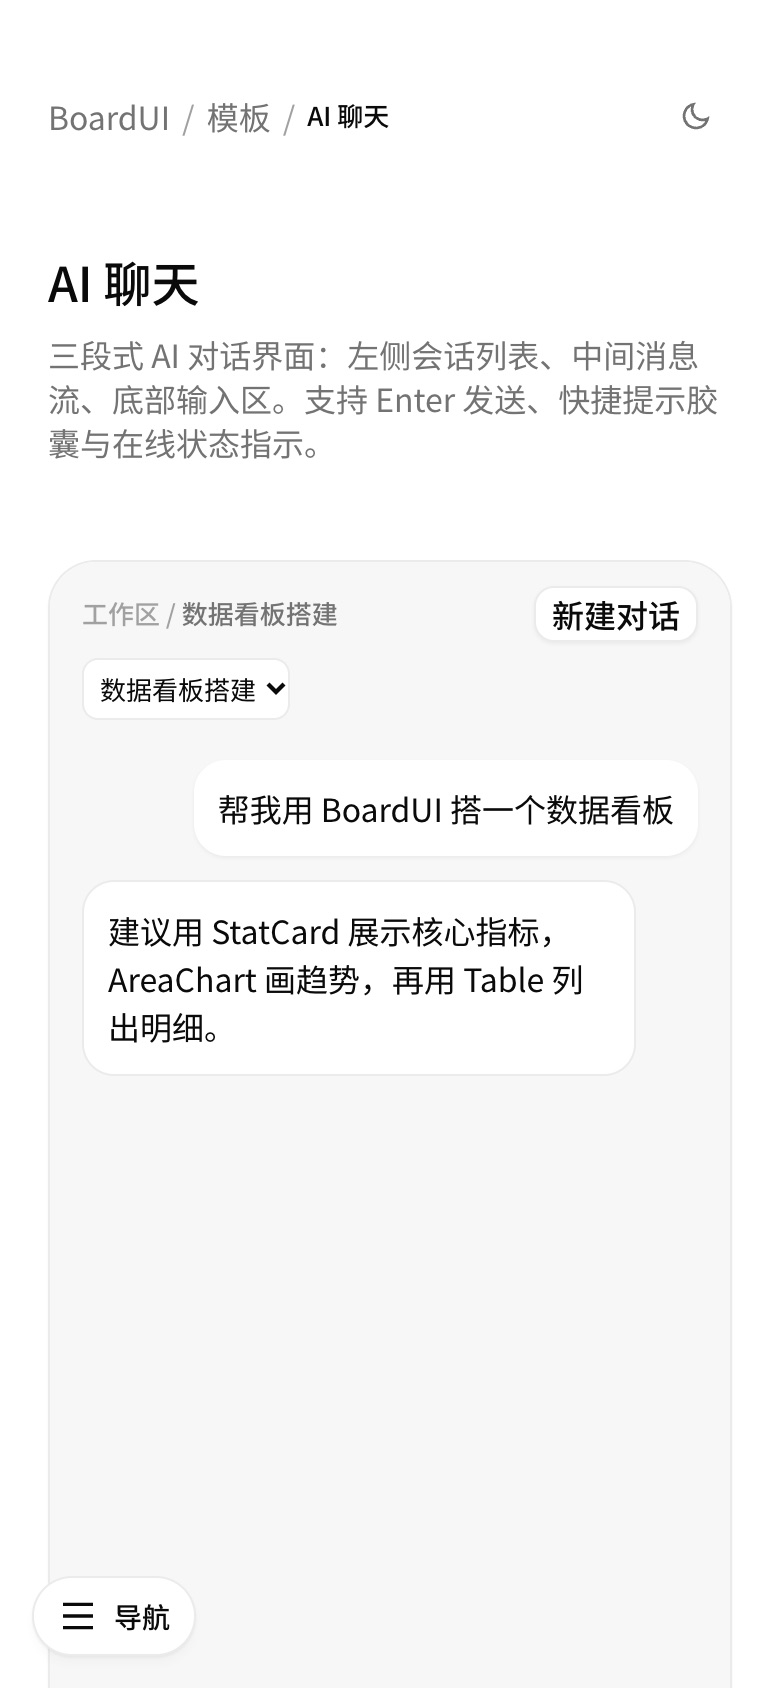 BoardUI / 模板 / AI 聊天
AI 聊天
三段式 AI 对话界面：左侧会话列表、中间消息
流、底部输入区。支持 Enter 发送、快捷提示胶
囊与在线状态指示。
工作区 / 数据看板搭建
新建对话
数据看板搭建
帮我用 BoardUI 搭一个数据看板
建议用 StatCard 展示核心指标，
AreaChart 画趋势，再用 Table 列
出明细。
导航